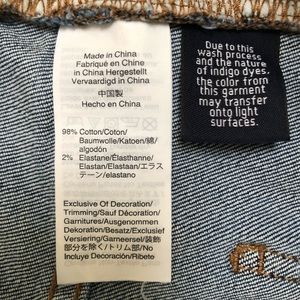 Made in China
Fabriqué en Chine
in China Hergestellt
Vervaardigd in China
中国製
Hecho en China
98% Cotton/Coton/
Baumwolle/Katoen/綿/
algodón
2% Elastane/Élasthanne/
Elastan/Elastaan/エラス
テーン/elastano
Exclusive Of Decoration/
Trimming/Sauf Décoration/
Garnitures/Ausgenommen
Dekoration/Besatz/Exclusief
Versiering/Garneersel/装飾
部分を除く/トリム部/No
Incluye Decoración/Ribete
Due to this
wash process
and the nature
of indigo dyes,
the color from
this garment
may transfer
onto light
surfaces.